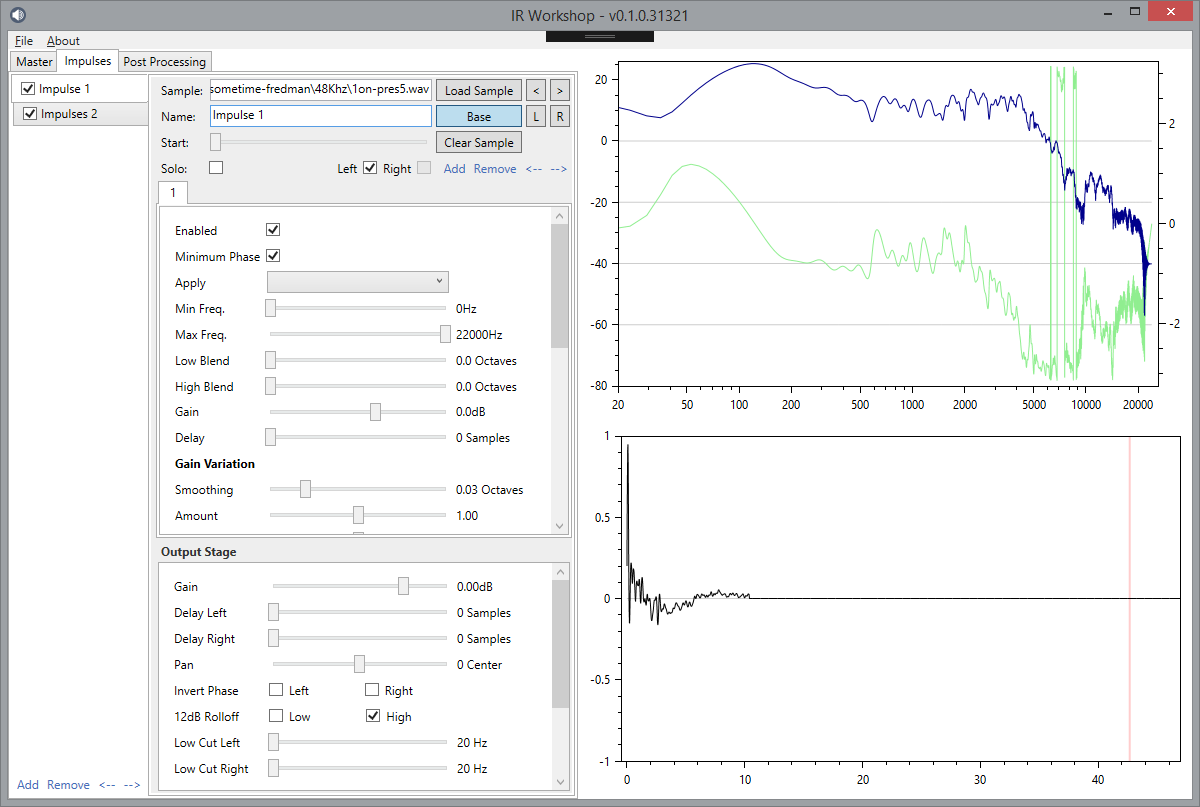 IR Workshop - v0.1.0.31321
File About
Master Impulses Post Processing
Impulse 1
Impulses 2
Sample: sometime-fredman\48Khz\1on-pres5.wav Load Sample < >
Name: Impulse 1 Base L R
Start: Clear Sample
Solo: Left Right Add Remove <-- -->
1
Enabled
Minimum Phase
Apply
Min Freq. 0Hz
Max Freq. 22000Hz
Low Blend 0.0 Octaves
High Blend 0.0 Octaves
Gain 0.0dB
Delay 0 Samples
Gain Variation
Smoothing 0.03 Octaves
Amount 1.00
Output Stage
Gain 0.00dB
Delay Left 0 Samples
Delay Right 0 Samples
Pan 0 Center
Invert Phase Left Right
12dB Rolloff Low High
Low Cut Left 20 Hz
Low Cut Right 20 Hz
Add Remove <-- -->
20
0
-20
-40
-60
-80
2
0
-2
20 50 100 200 500 1000 2000 5000 10000 20000
1
0.5
0
-0.5
-1
0 10 20 30 40